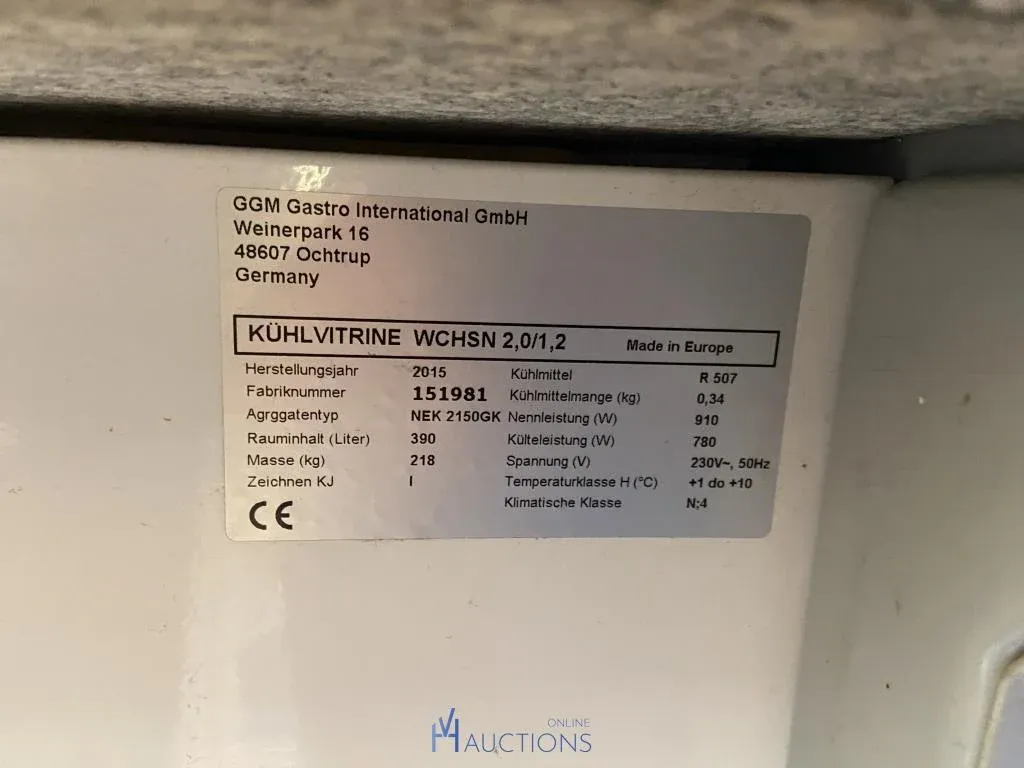 GGM Gastro International GmbH
Weinerpark 16
48607 Ochtrup
Germany
KÜHLVITRINE WCHSN 2,0/1,2 Made in Europe
Herstellungsjahr 2015 Kühlmittel R 507
Fabriknummer 151981 Kühlmittelmange (kg) 0,34
Agrggatentyp NEK 2150GK Nennleistung (W) 910
Rauminhalt (Liter) 390 Külteleistung (W) 780
Masse (kg) 218 Spannung (V) 230V~, 50Hz
Zeichnen KJ I Temperaturklasse H (°C) +1 do +10
Klimatische Klasse N;4
CE
ONLINE
AUCTIONS